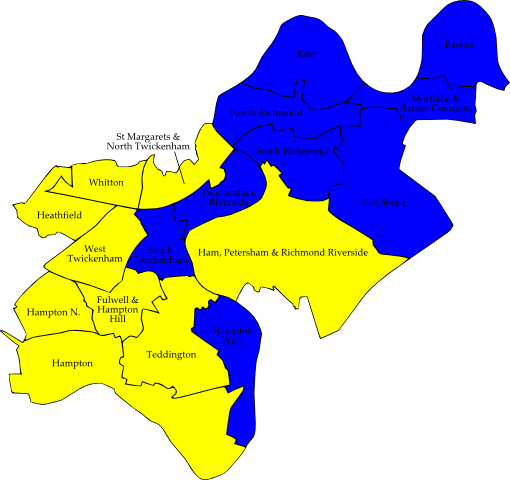 Barnes
Kew
Mortlake &
Barnes Common
North Richmond
St Margarets &
North Twickenham
South Richmond
Whitton
Twickenham
Riverside
East Sheen
Heathfield
West
Twickenham
South
Twickenham
Ham, Petersham & Richmond Riverside
Hampton N.
Fulwell &
Hampton
Hill
Hampton
Wick
Teddington
Hampton